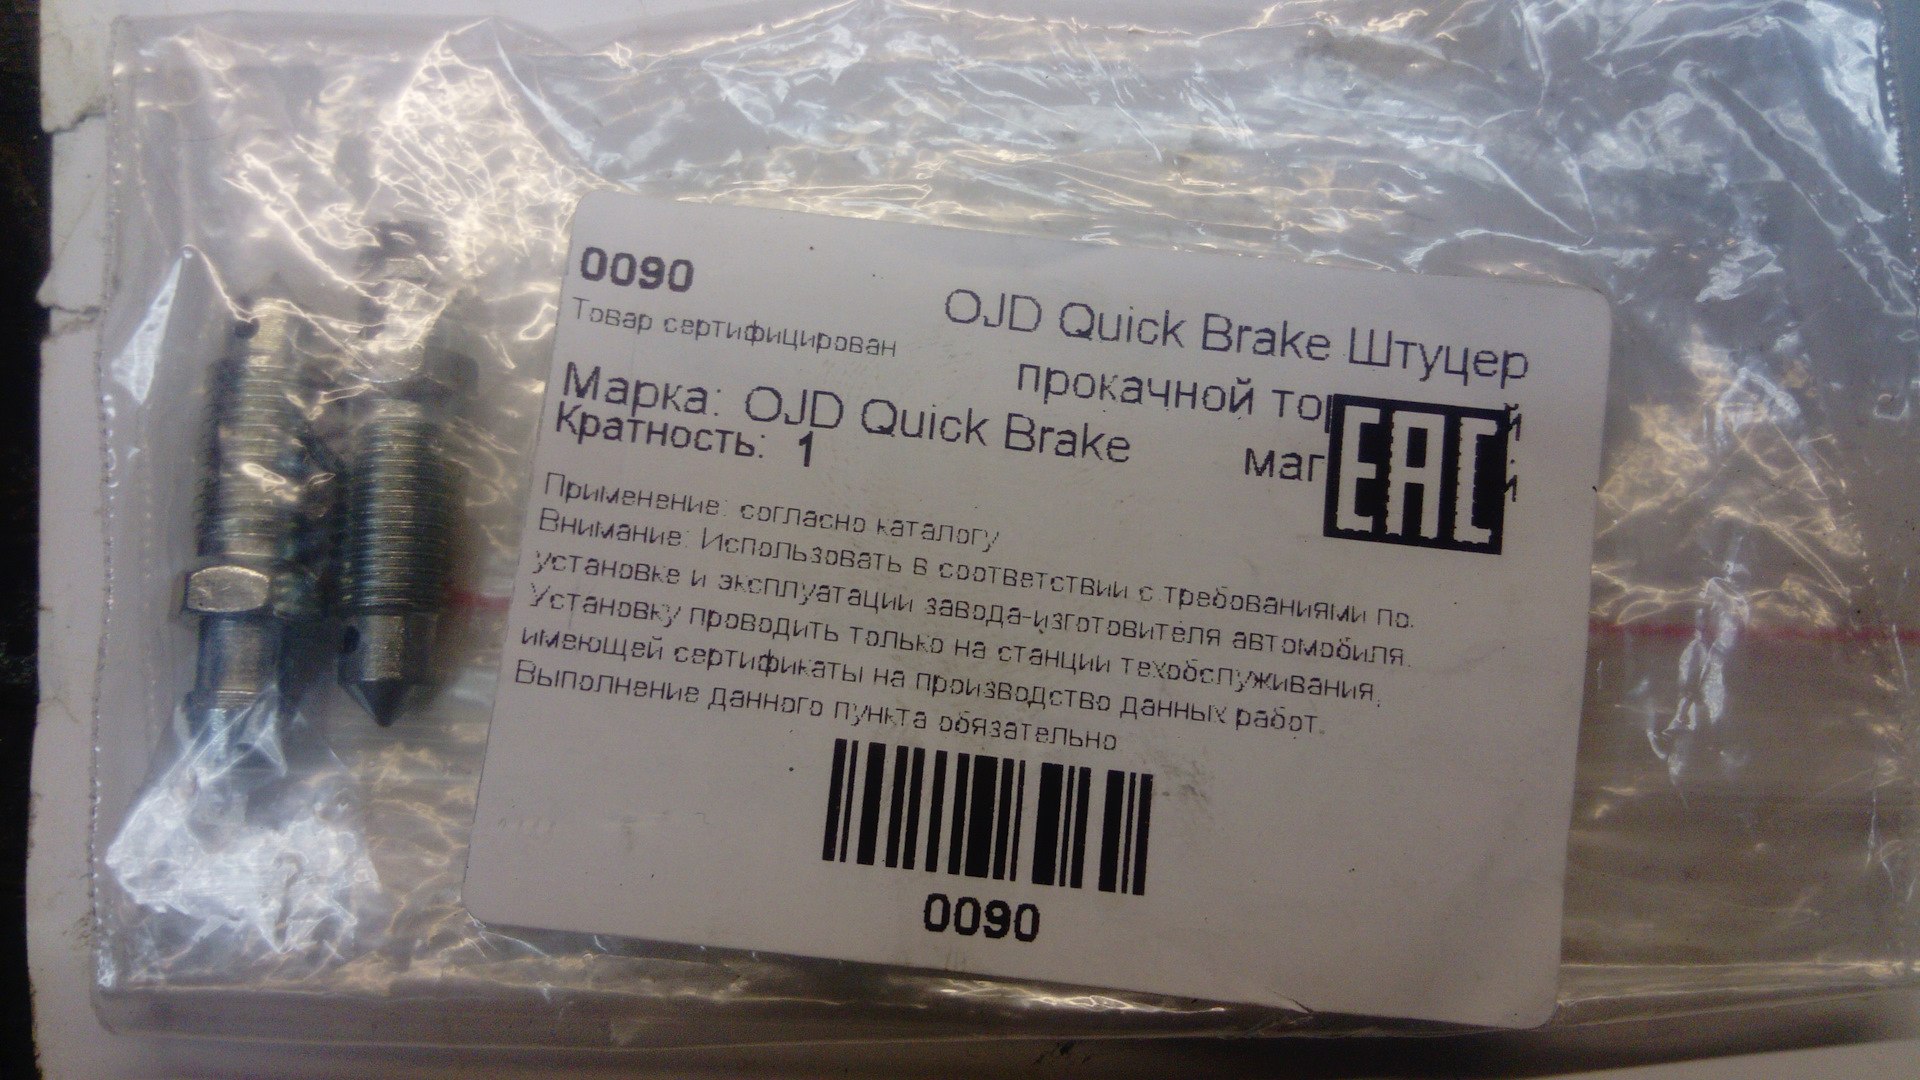 0090
Товар сертифицирован
OJD Quick Brake Штуцер
прокачной
Марка: OJD Quick Brake
Кратность: 1
EAC
Применение: согласно каталогу
Внимание: Использовать в соответствии с требованиями по.
установке и эксплуатации завода-изготовителя автомобиля.
Установку проводить только на станции техобслуживания,
имеющей сертификаты на производство данных работ.
Выполнение данного пункта обязательно
0090